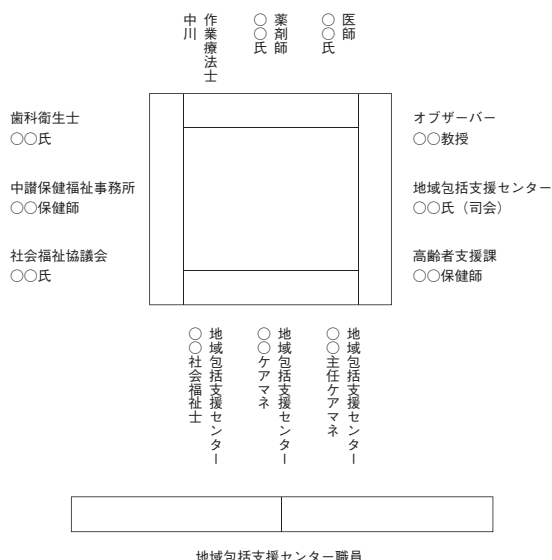 医師
○○氏
薬剤師
○○氏
作業療法士
中川
歯科衛生士
○○氏
中讃保健福祉事務所
○○保健師
社会福祉協議会
○○氏
オブザーバー
○○教授
地域包括支援センター
○○氏（司会）
高齢者支援課
○○保健師
地域包括支援センター
○○主任ケアマネ
地域包括支援センター
○○ケアマネ
地域包括支援センター
○○社会福祉士
地域包括支援センター職員